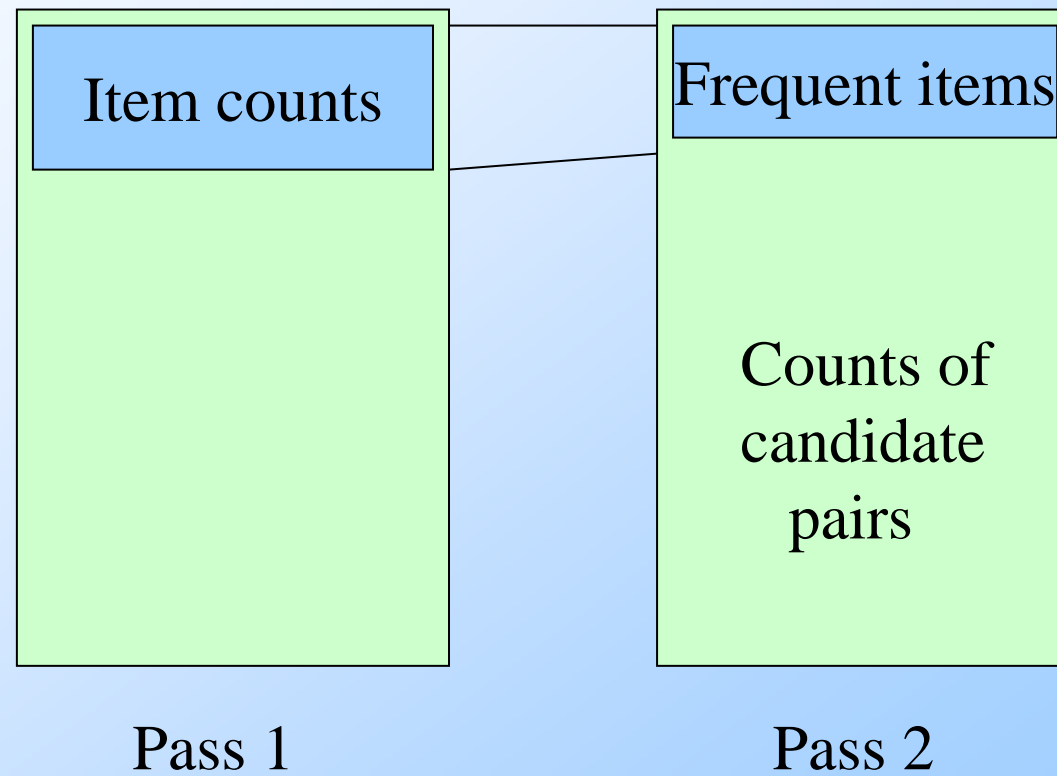 Item counts
Frequent items
Counts of
candidate
pairs
Pass 1
Pass 2